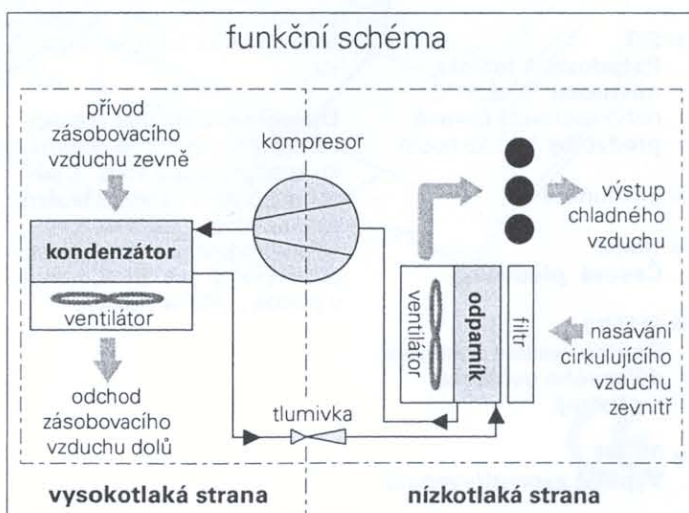 funkční schéma
přívod
zásobovacího
vzduchu zevně
kompresor
výstup
chladného
vzduchu
kondenzátor
ventilátor
ventilátor
odparník
filtr
nasávání
cirkulujícího
vzduchu
zevnitř
odchod
zásobovacího
vzduchu dolů
tlumivka
vysokotlaká strana
nízkotlaká strana